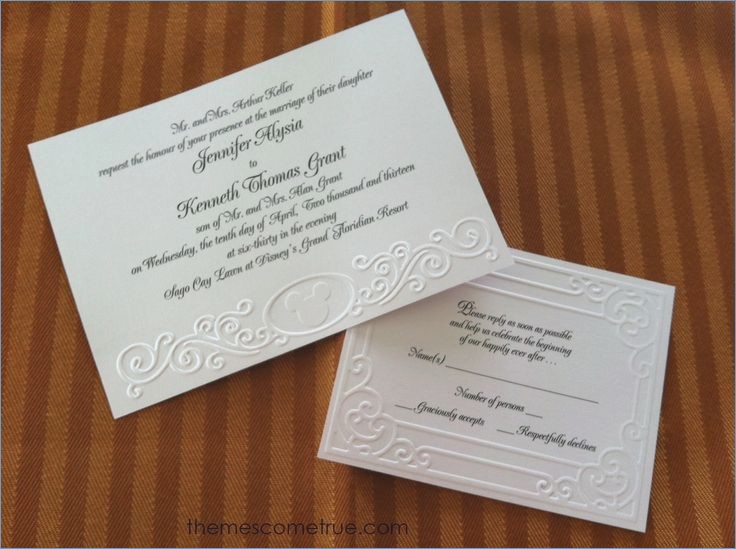 Mr. and Mrs. Arthur Keller
request the honour of your presence at the marriage of their daughter
Jennifer Alysia
to
Kenneth Thomas Grant
son of Mr. and Mrs. Alan Grant
on Wednesday, the tenth day of April, Two thousand and thirteen
at six-thirty in the evening
Sago Cay Lawn at Disney's Grand Floridian Resort
Please reply as soon as possible
and help us celebrate the beginning
of our happily ever after . . .
Name(s) ____________________
Number of persons ___
___ Graciously accepts ___ Respectfully declines
themescometrue.com